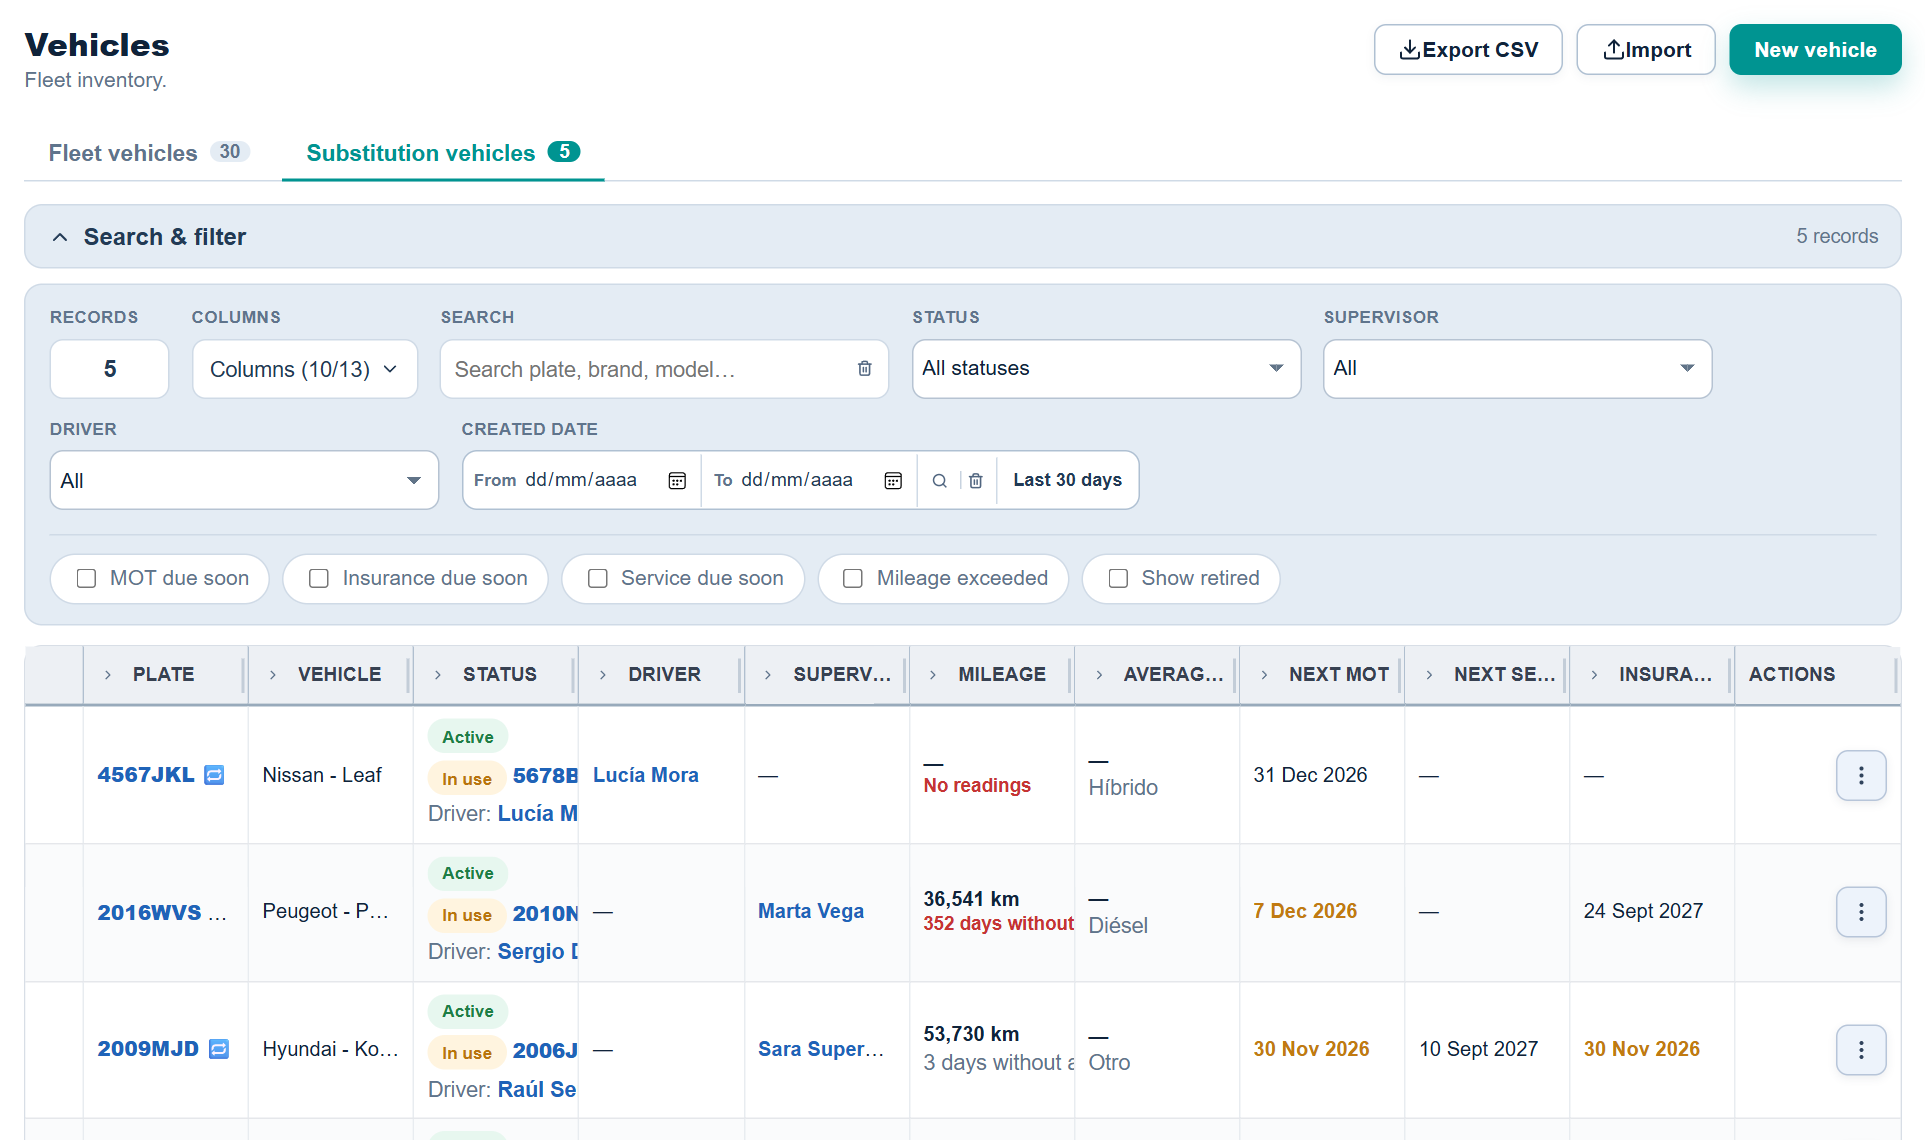 Vehicles
Fleet inventory.
Export CSV
Import
New vehicle
Fleet vehicles 30
Substitution vehicles 5
Search & filter
5 records
RECORDS
COLUMNS
SEARCH
STATUS
SUPERVISOR
5
Columns (10/13)
Search plate, brand, model…
All statuses
All
DRIVER
CREATED DATE
All
From dd/mm/aaaa
To dd/mm/aaaa
Last 30 days
MOT due soon
Insurance due soon
Service due soon
Mileage exceeded
Show retired
PLATE
VEHICLE
STATUS
DRIVER
SUPERV…
MILEAGE
AVERAG…
NEXT MOT
NEXT SE…
INSURA…
ACTIONS
4567JKL
Nissan - Leaf
Active
In use 5678B
Driver: Lucía M
Lucía Mora
—
—
No readings
—
Híbrido
31 Dec 2026
—
—
2016WVS …
Peugeot - P…
Active
In use 2010N
Driver: Sergio D
—
Marta Vega
36,541 km
352 days without
—
Diésel
7 Dec 2026
—
24 Sept 2027
2009MJD
Hyundai - Ko…
Active
In use 2006J
Driver: Raúl Se
—
Sara Super…
53,730 km
3 days without a
—
Otro
30 Nov 2026
10 Sept 2027
30 Nov 2026